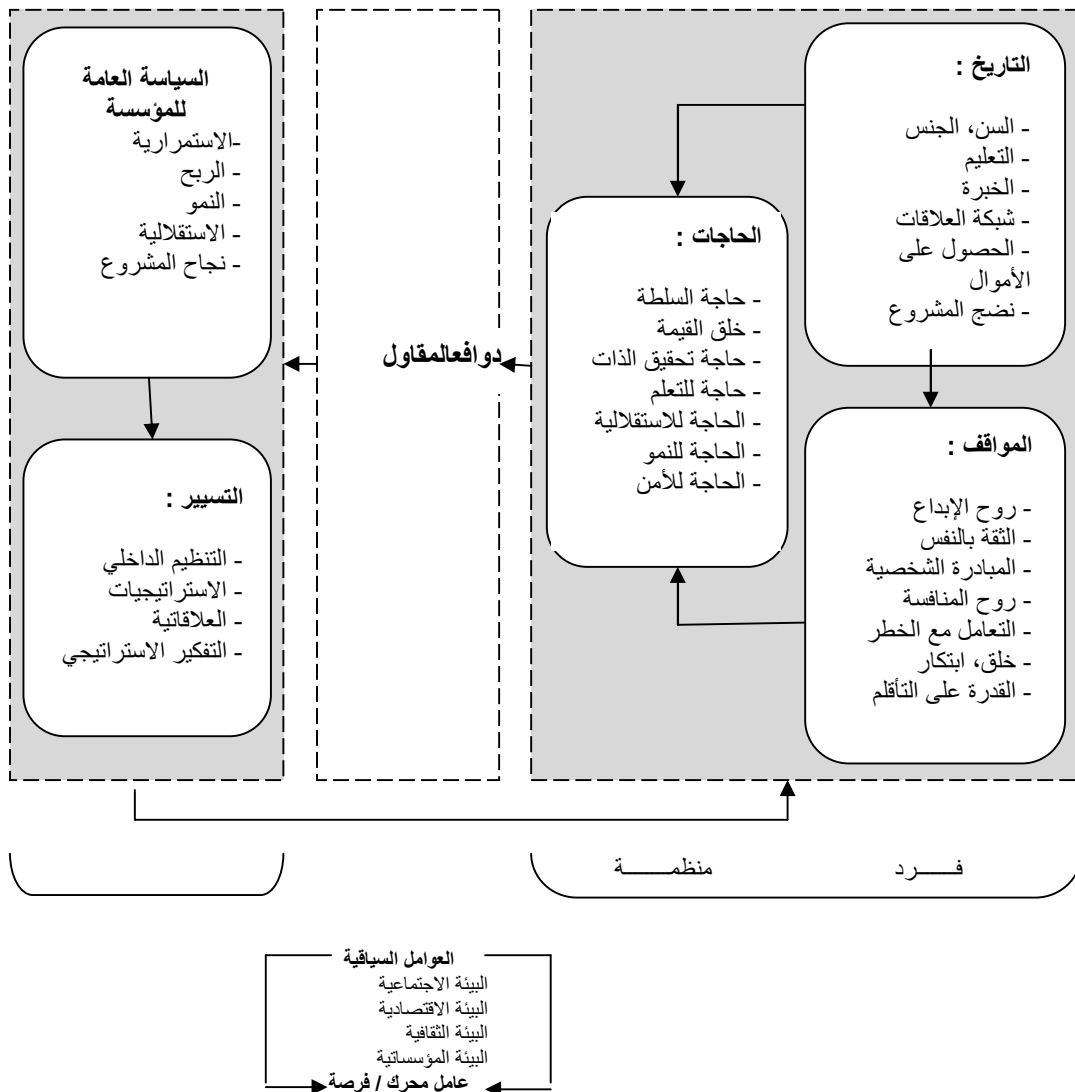 التاريخ :
- السن، الجنس
- التعليم
- الخبرة
- شبكة العلاقات
- الحصول على
الأموال
- نضج المشروع
المواقف :
- روح الإبداع
- الثقة بالنفس
- المبادرة الشخصية
- روح المنافسة
- التعامل مع الخطر
- خلق، ابتكار
- القدرة على التأقلم
الحاجات :
- حاجة السلطة
- خلق القيمة
- حاجة تحقيق الذات
- حاجة للتعلم
- الحاجة للاستقلالية
- الحاجة للنمو
- الحاجة للأمن
دوافعالمقاول
السياسة العامة
للمؤسسة
-الاستمرارية
- الربح
- النمو
- الاستقلالية
- نجاح المشروع
التسيير :
- التنظيم الداخلي
- الاستراتيجيات
العلاقاتية
- التفكير الاستراتيجي
فـــــرد منظمـــــــة
العوامل السياقية
البيئة الاجتماعية
البيئة الاقتصادية
البيئة الثقافية
البيئة المؤسساتية
عامل محرك / فرصة